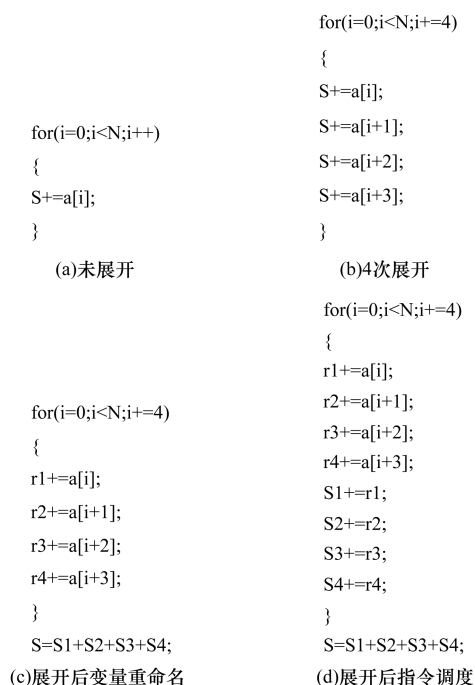 for(i=0;i<N;i++)
{
S+=a[i];
}
(a)未展开
for(i=0;i<N;i+=4)
{
S+=a[i];
S+=a[i+1];
S+=a[i+2];
S+=a[i+3];
}
(b)4次展开
for(i=0;i<N;i+=4)
{
r1+=a[i];
r2+=a[i+1];
r3+=a[i+2];
r4+=a[i+3];
}
S=S1+S2+S3+S4;
(c)展开后变量重命名
for(i=0;i<N;i+=4)
{
r1+=a[i];
r2+=a[i+1];
r3+=a[i+2];
r4+=a[i+3];
S1+=r1;
S2+=r2;
S3+=r3;
S4+=r4;
}
S=S1+S2+S3+S4;
(d)展开后指令调度